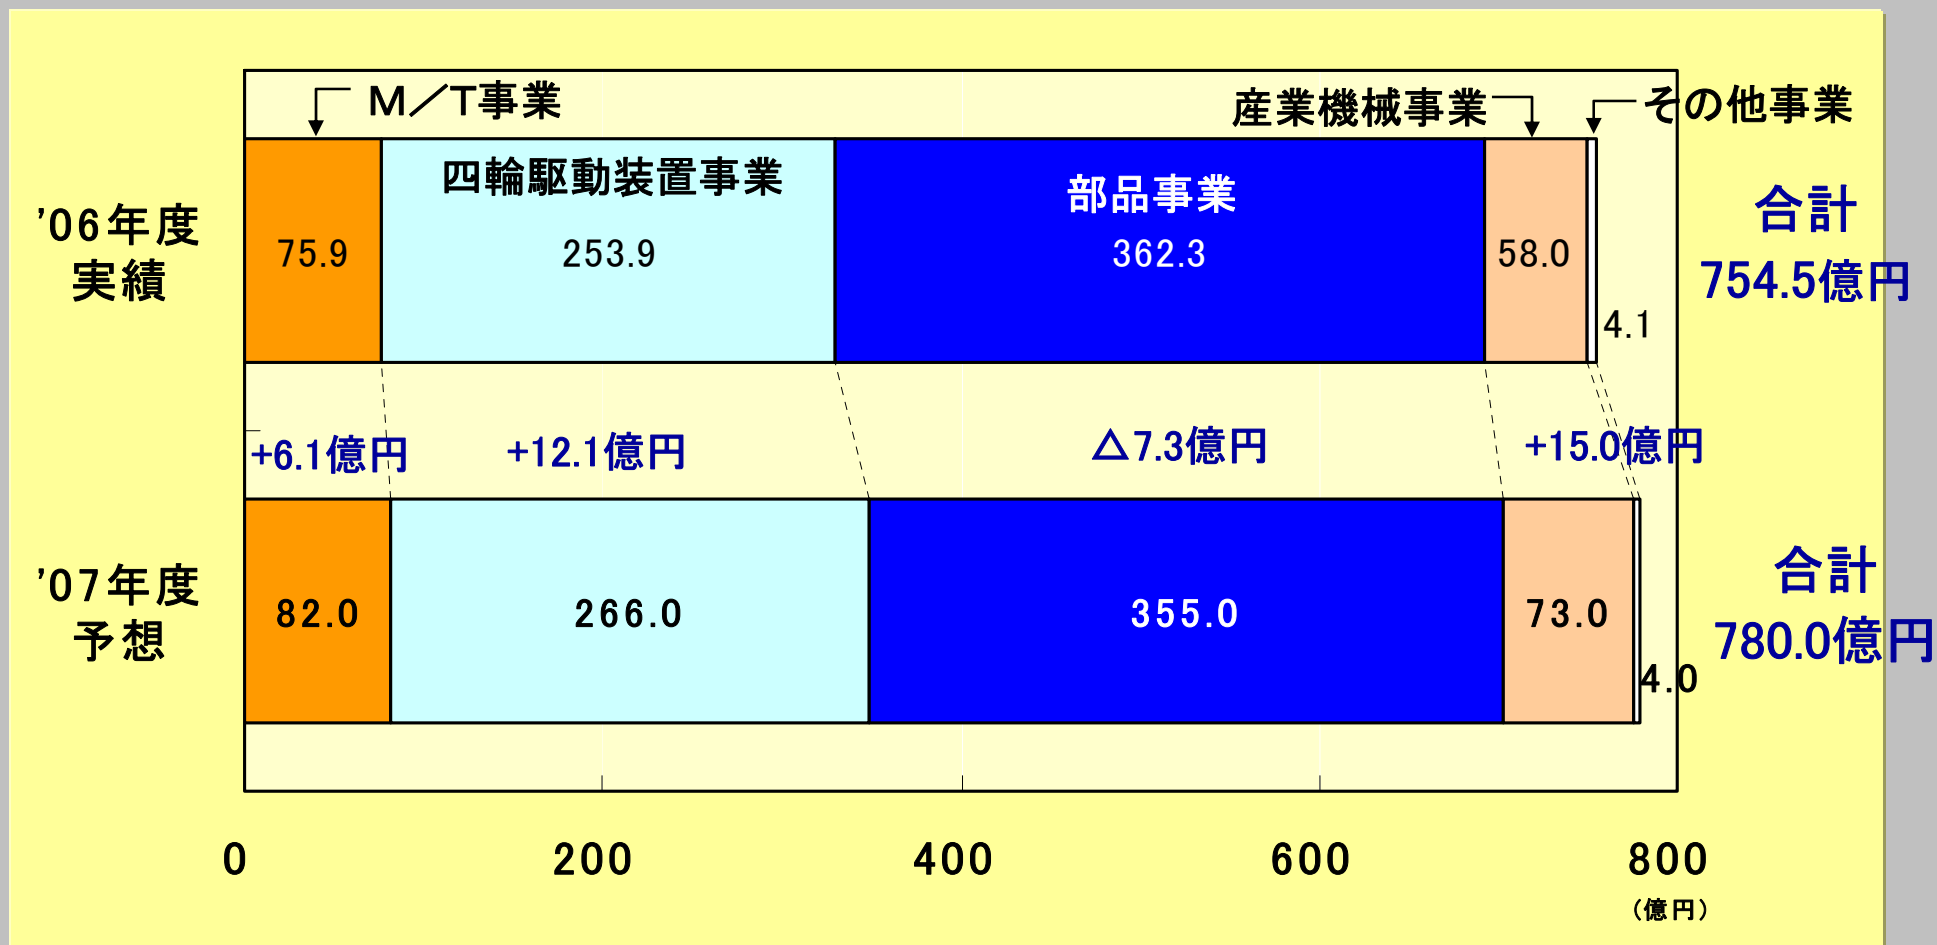 M／T事業
産業機械事業
その他事業
四輪駆動装置事業
部品事業
'06年度
実績
75.9
253.9
362.3
58.0
4.1
合計
754.5億円
+6.1億円
+12.1億円
△7.3億円
+15.0億円
'07年度
予想
82.0
266.0
355.0
73.0
4.0
合計
780.0億円
0
200
400
600
800
（億円）